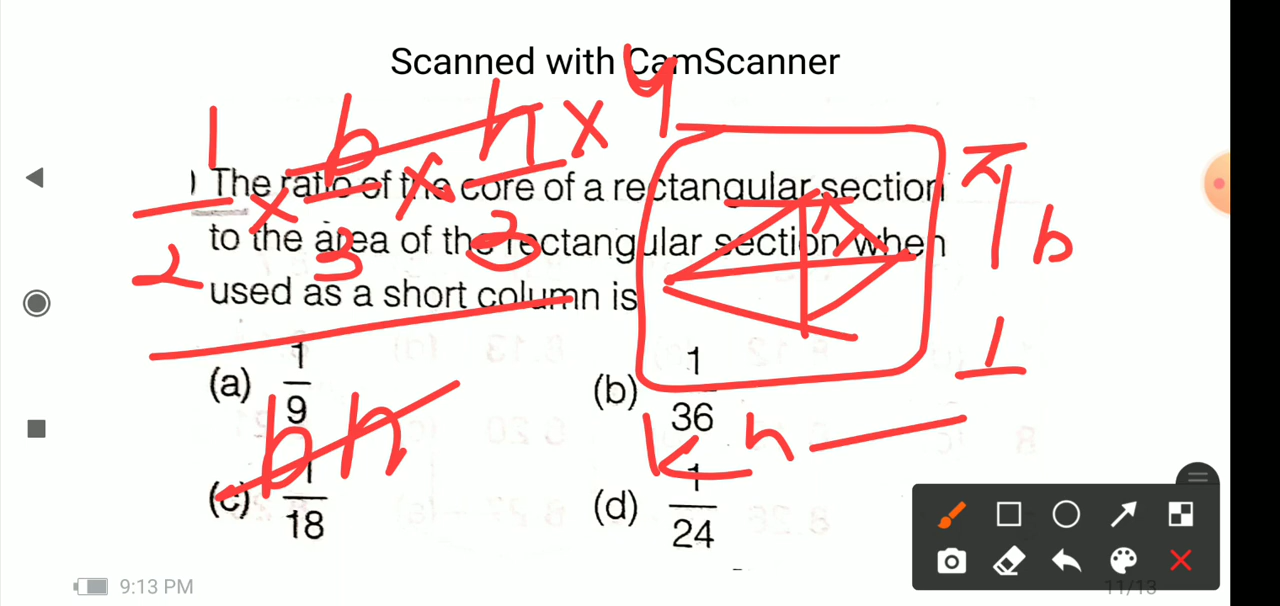 Scanned with CamScanner
4
1 b h
× × ×
) The ratio of the core of a rectangular section
to the area of the rectangular section when
2 3 3
used as a short column is
b
(a) 1/9 (b) 1/36
b h h
(c) 1/18 (d) 1/24
9:13 PM 11/13